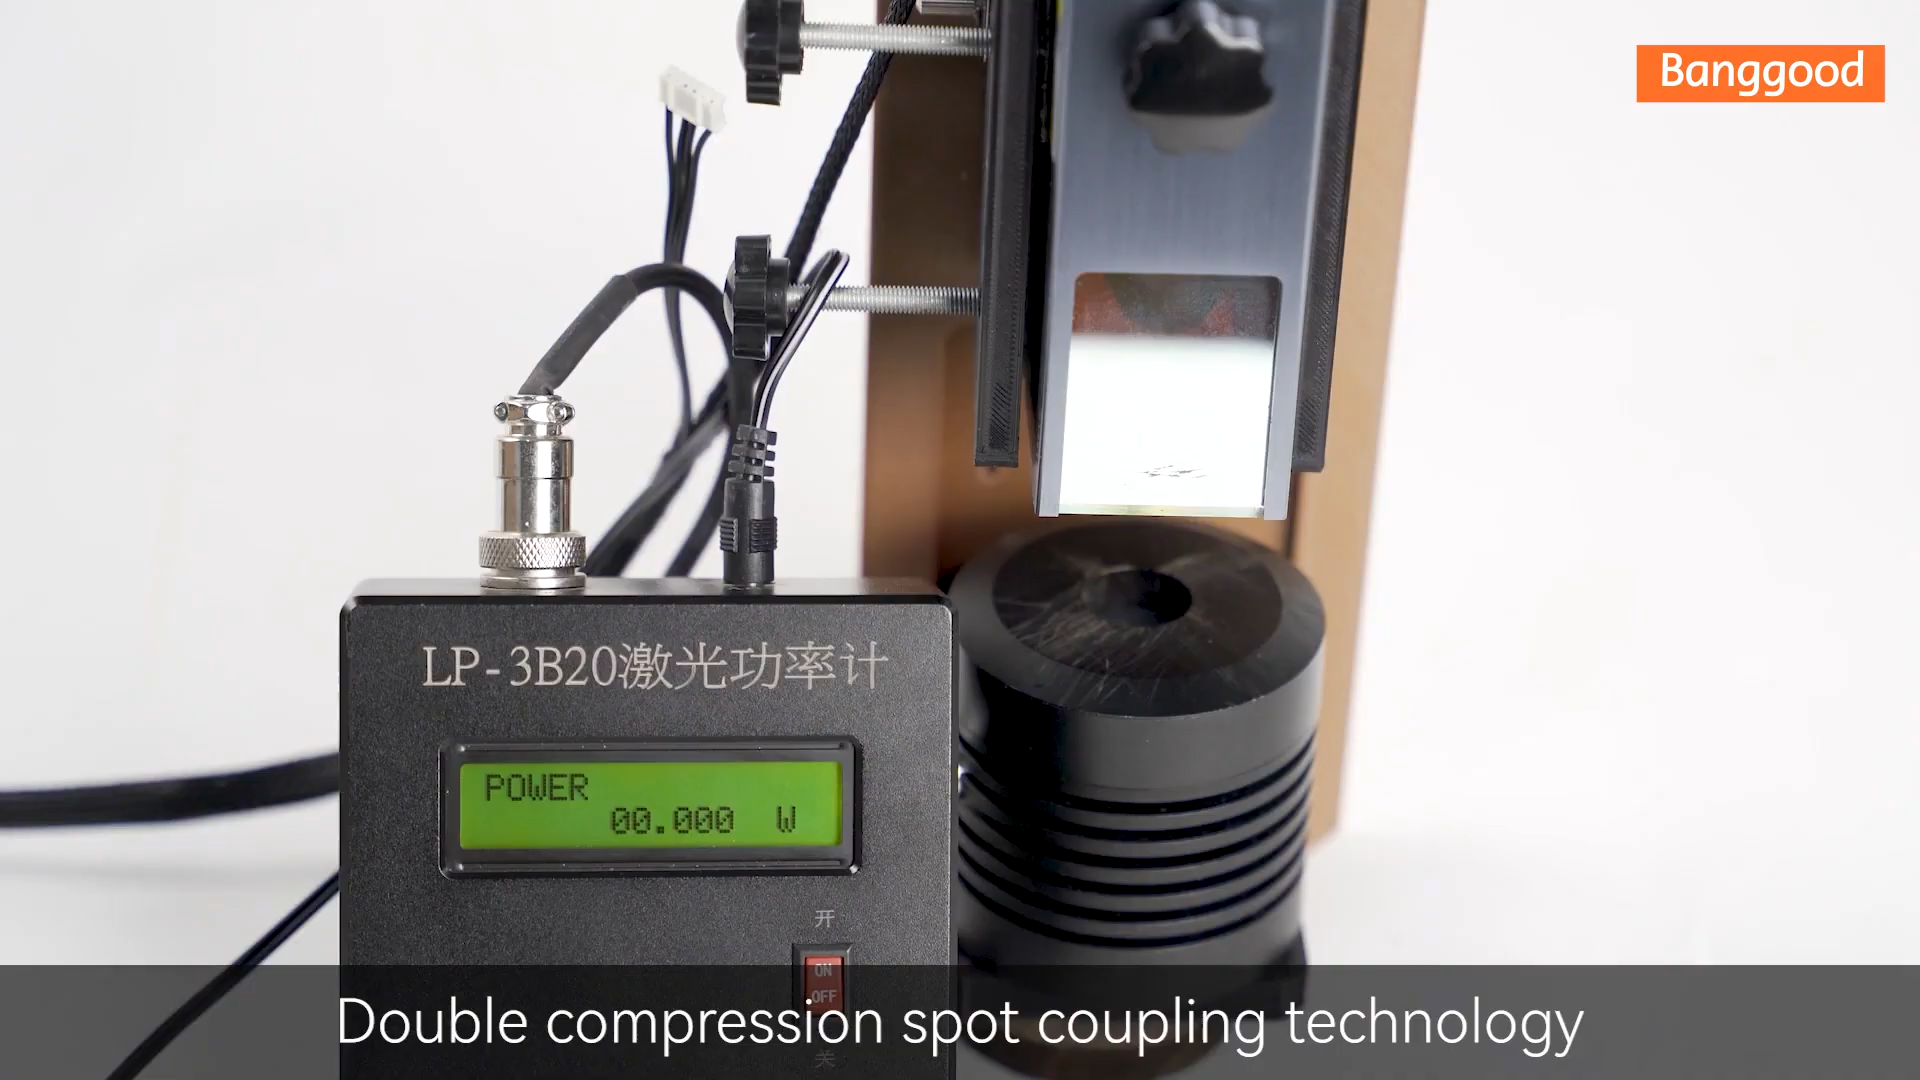 Banggood
LP-3B20激光功率计
POWER
00.000 W
开
ON
OFF
关
Double compression spot coupling technology